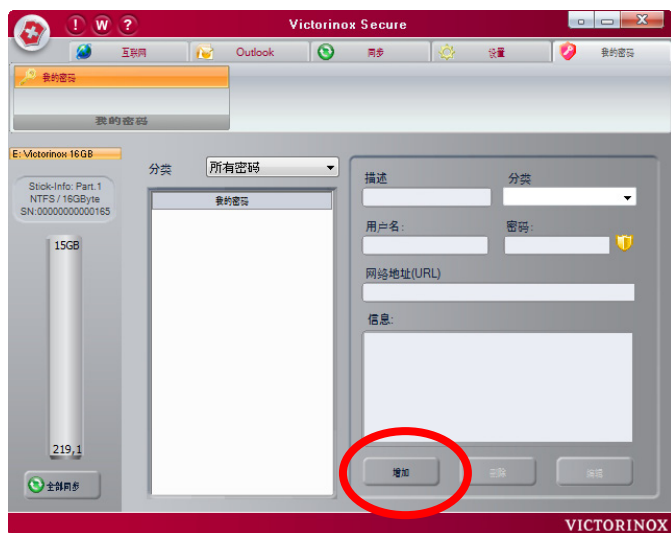 ! W ? Victorinox Secure
互联网 Outlook 同步 设置 我的密码
我的密码
我的密码
E: Victorinox 16GB
Stick-Info: Part.1
NTFS / 16GByte
SN:00000000000165
15GB
219,1
全部同步
分类 所有密码
我的密码
描述 分类
用户名: 密码:
网络地址(URL)
信息:
增加 删除 编辑
VICTORINOX